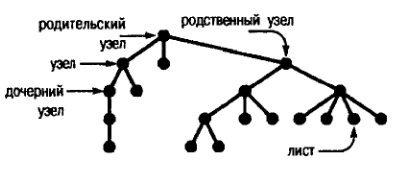 родительский
узел
родственный узел
узел
дочерний
узел
лист